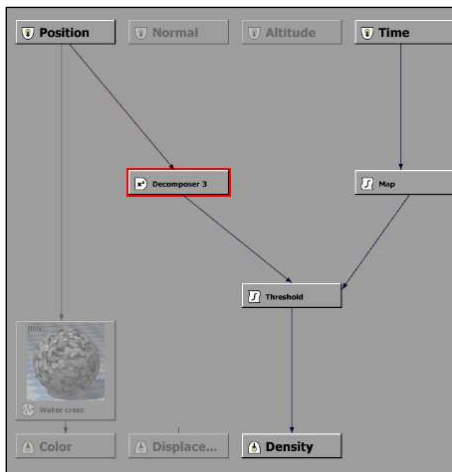 Position
Normal
Altitude
Time
Decomposer 3
Map
Threshold
Water cress
Color
Displace...
Density